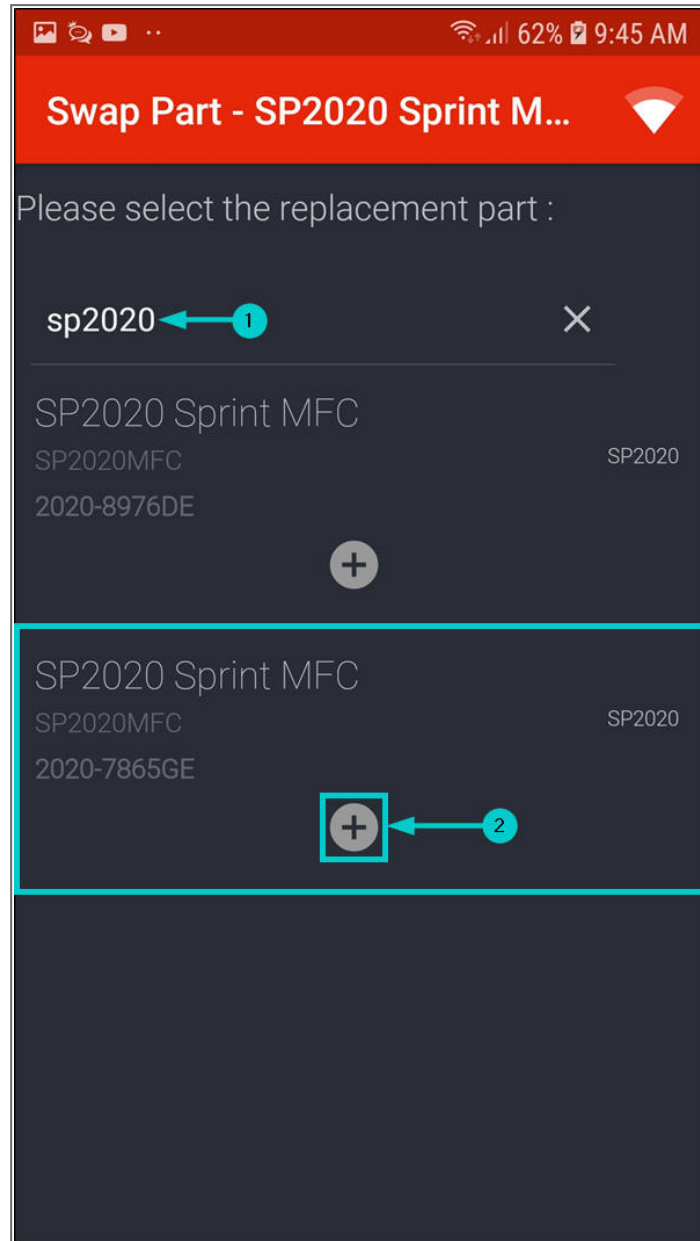 62% 9:45 AM
Swap Part - SP2020 Sprint M...
Please select the replacement part :
sp2020 1
SP2020 Sprint MFC
SP2020MFC SP2020
2020-8976DE
SP2020 Sprint MFC
SP2020MFC SP2020
2020-7865GE
2